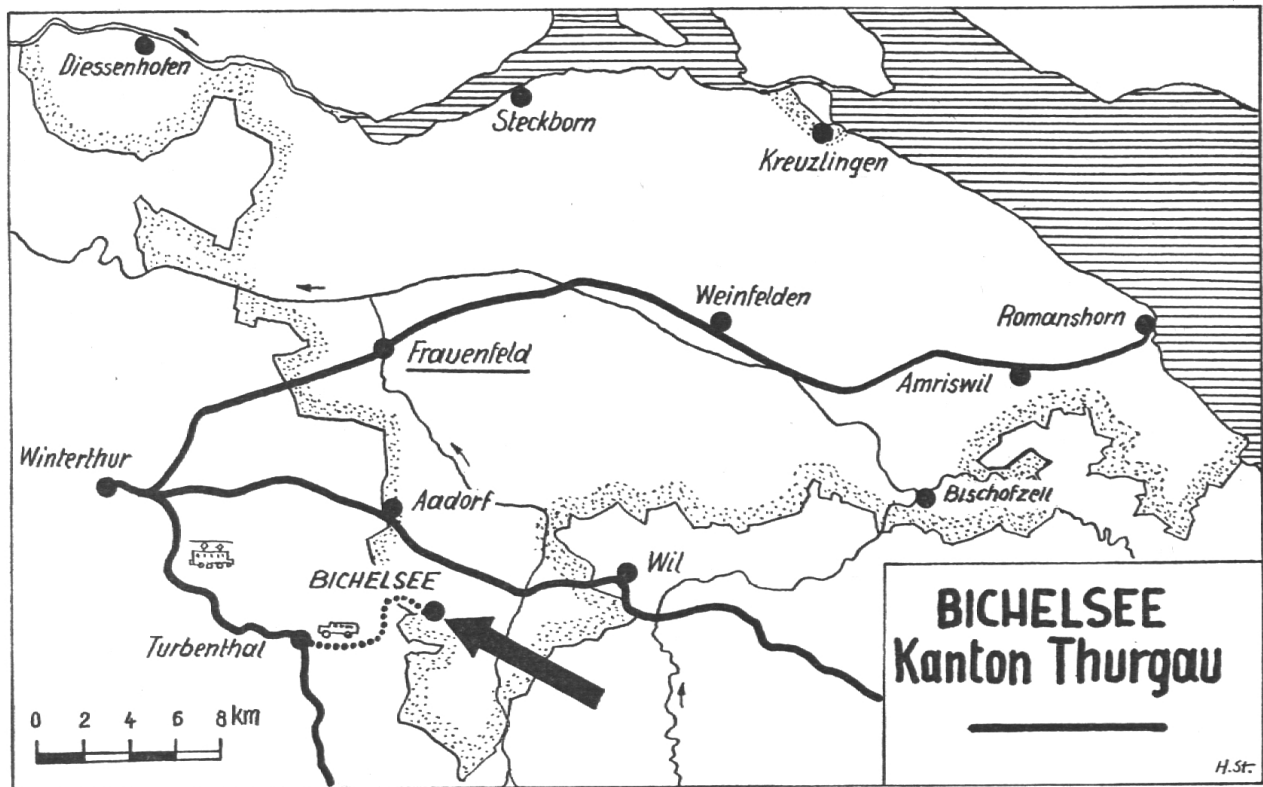 Diessenhofen
Steckborn
Kreuzlingen
Weinfelden
Romanshorn
Frauenfeld
Amriswil
Winterthur
Aadorf
Bischofzell
BICHELSEE
Wil
Turbenthal
0 2 4 6 8 km
BICHELSEE
Kanton Thurgau
H.St.